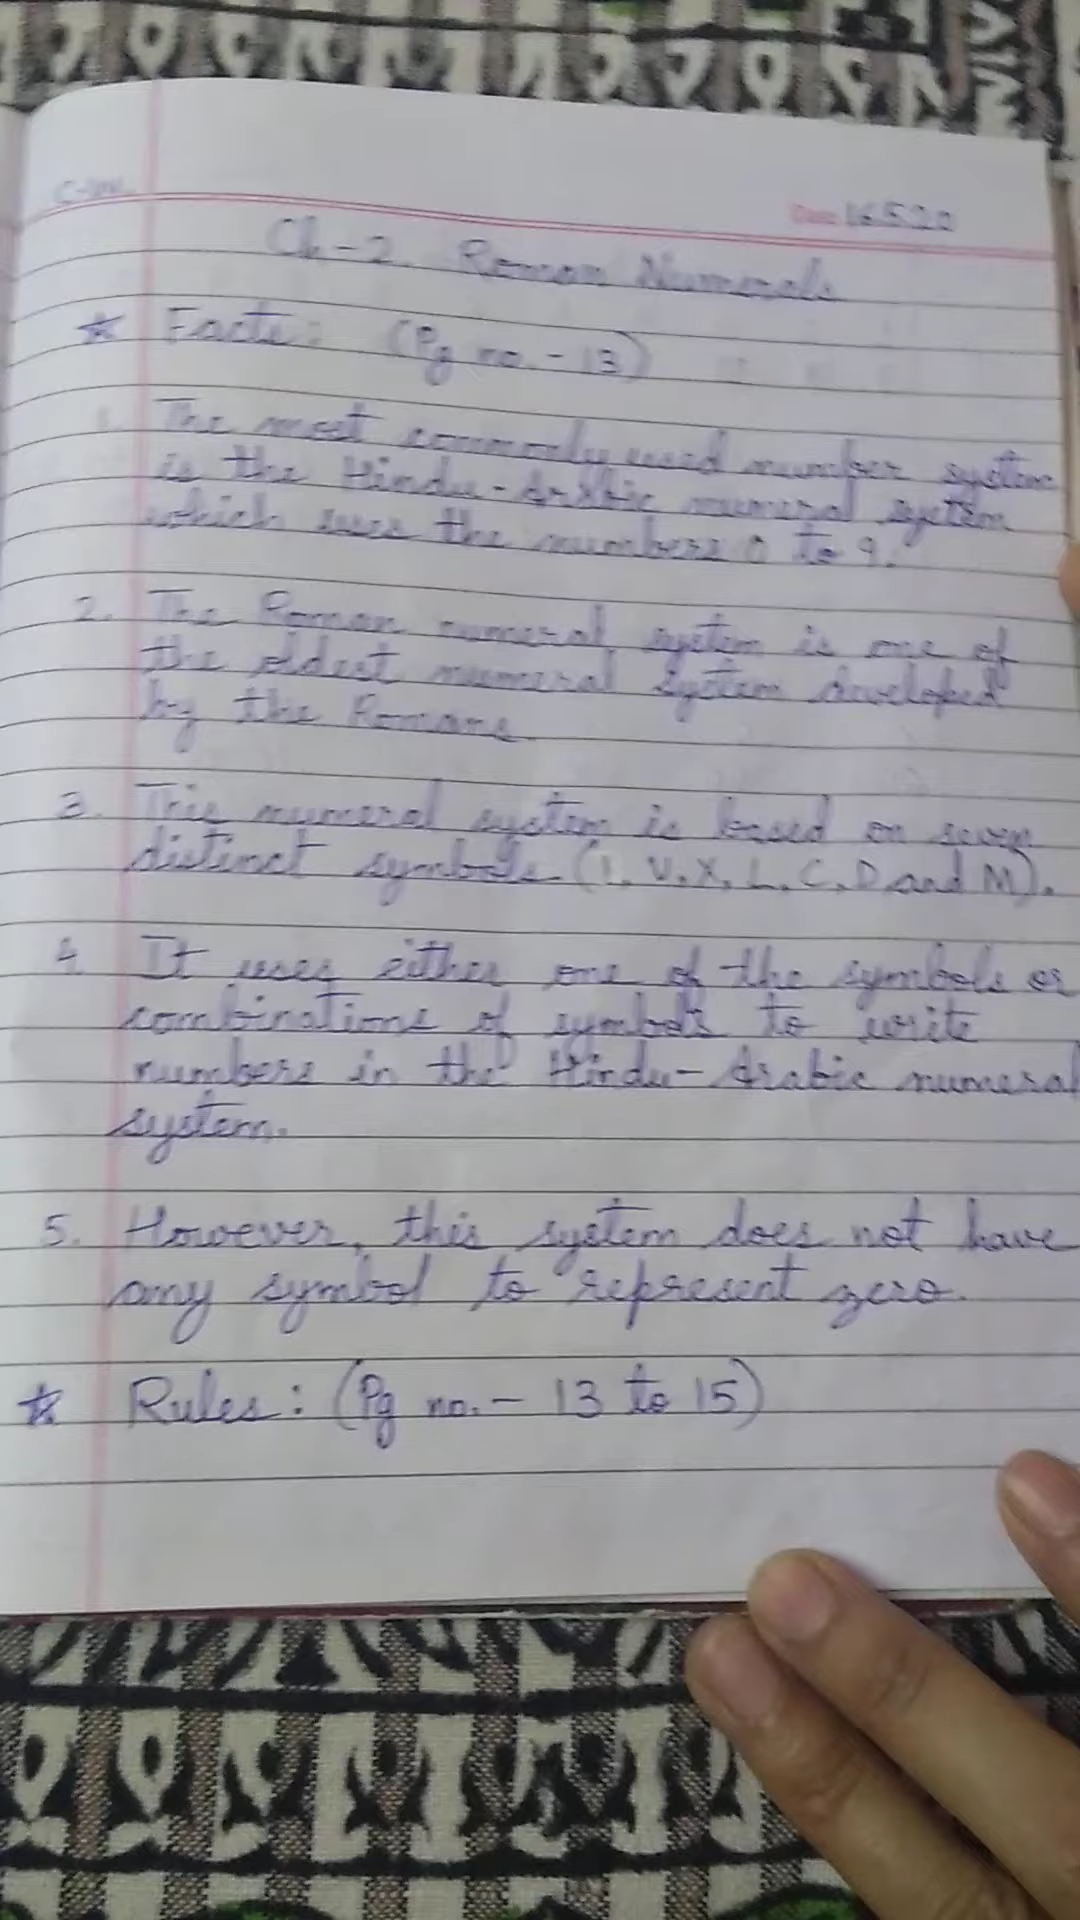 C-W.
Date 16.5.20
Ch-2. Roman Numerals
☆ Facts: (Pg no.-13)
1. The most commonly used number system
is the Hindu-Arabic numeral system
which uses the numbers 0 to 9.
2. The Roman numeral system is one of
the oldest numeral system developed
by the Romans.
3. This numeral system is based on seven
distinct symbols (I, V, X, L, C, D and M).
4. It uses either one of the symbols or
combinations of symbols to write
numbers in the Hindu-Arabic numeral
system.
5. However, this system does not have
any symbol to represent zero.
☆ Rules: (Pg no.- 13 to 15)